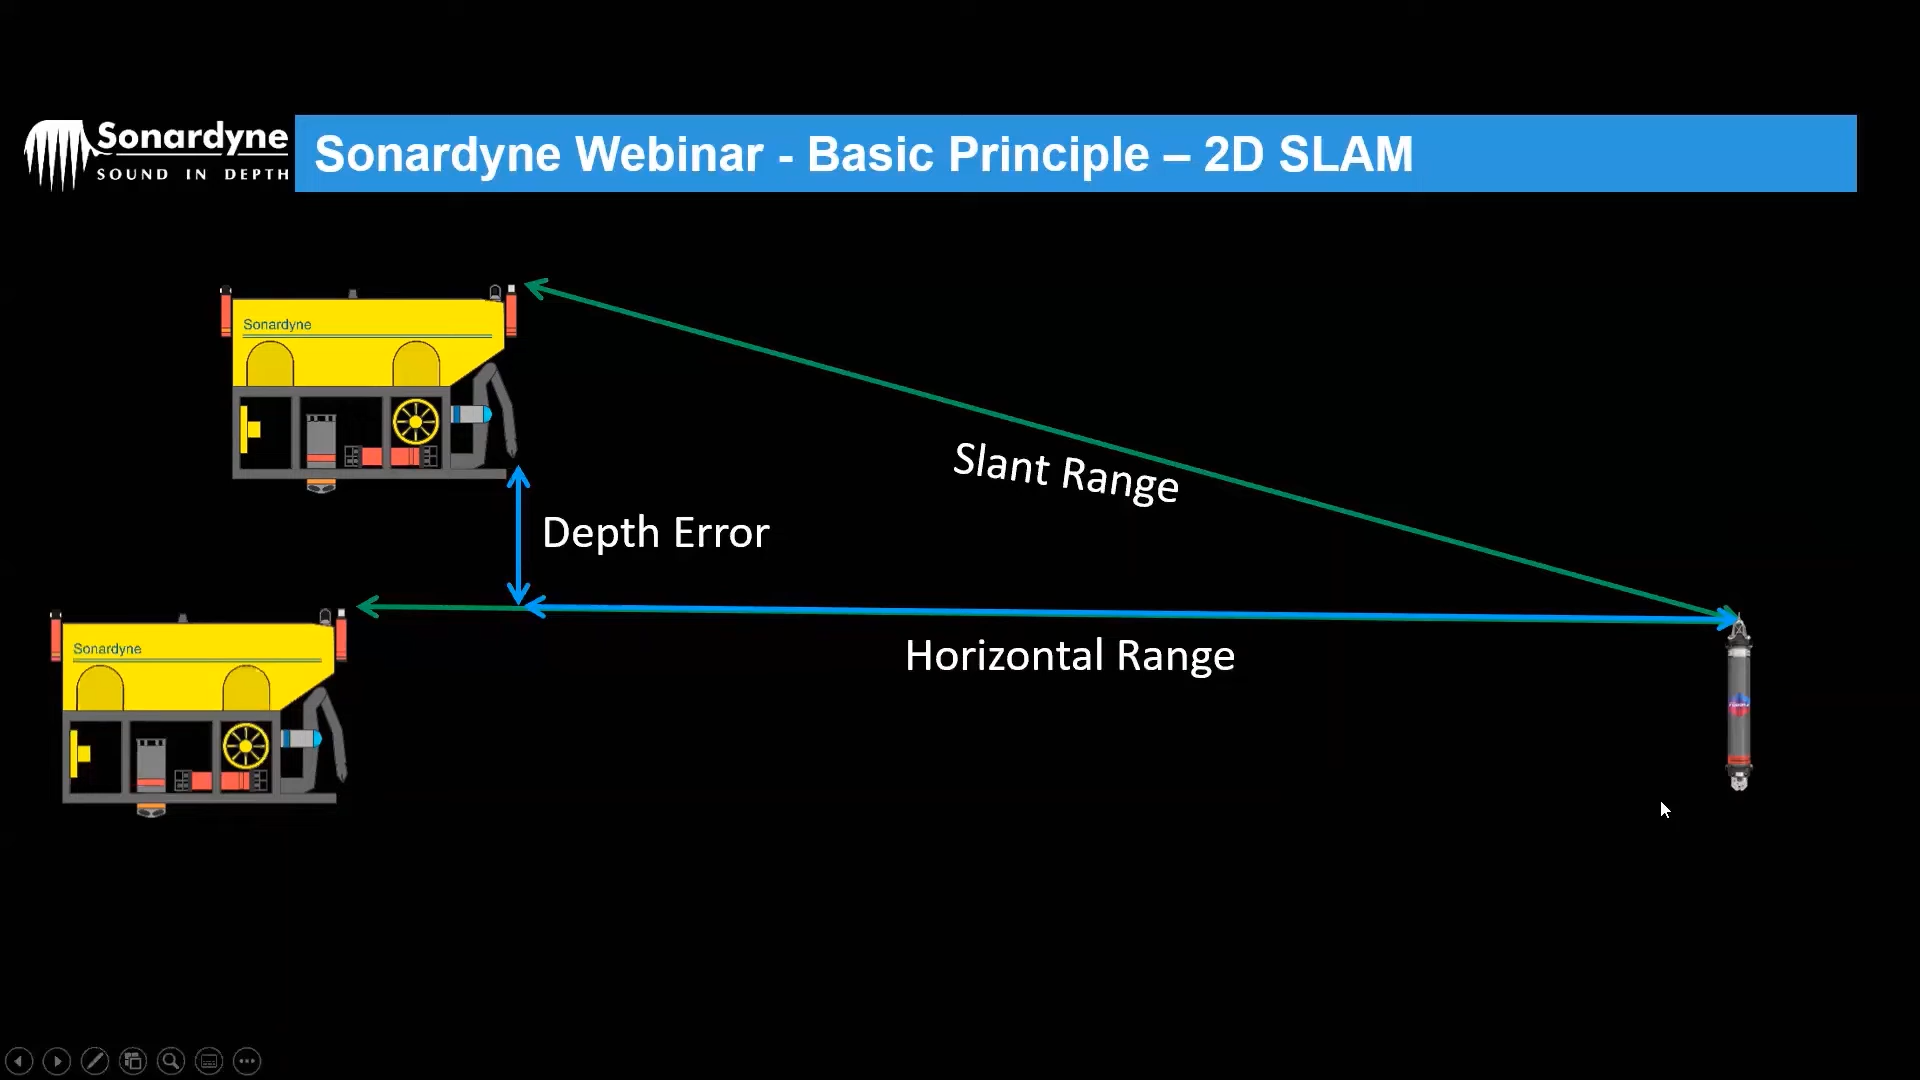 Sonardyne
SOUND IN DEPTH
Sonardyne Webinar - Basic Principle – 2D SLAM
Sonardyne
Slant Range
Depth Error
Sonardyne
Horizontal Range